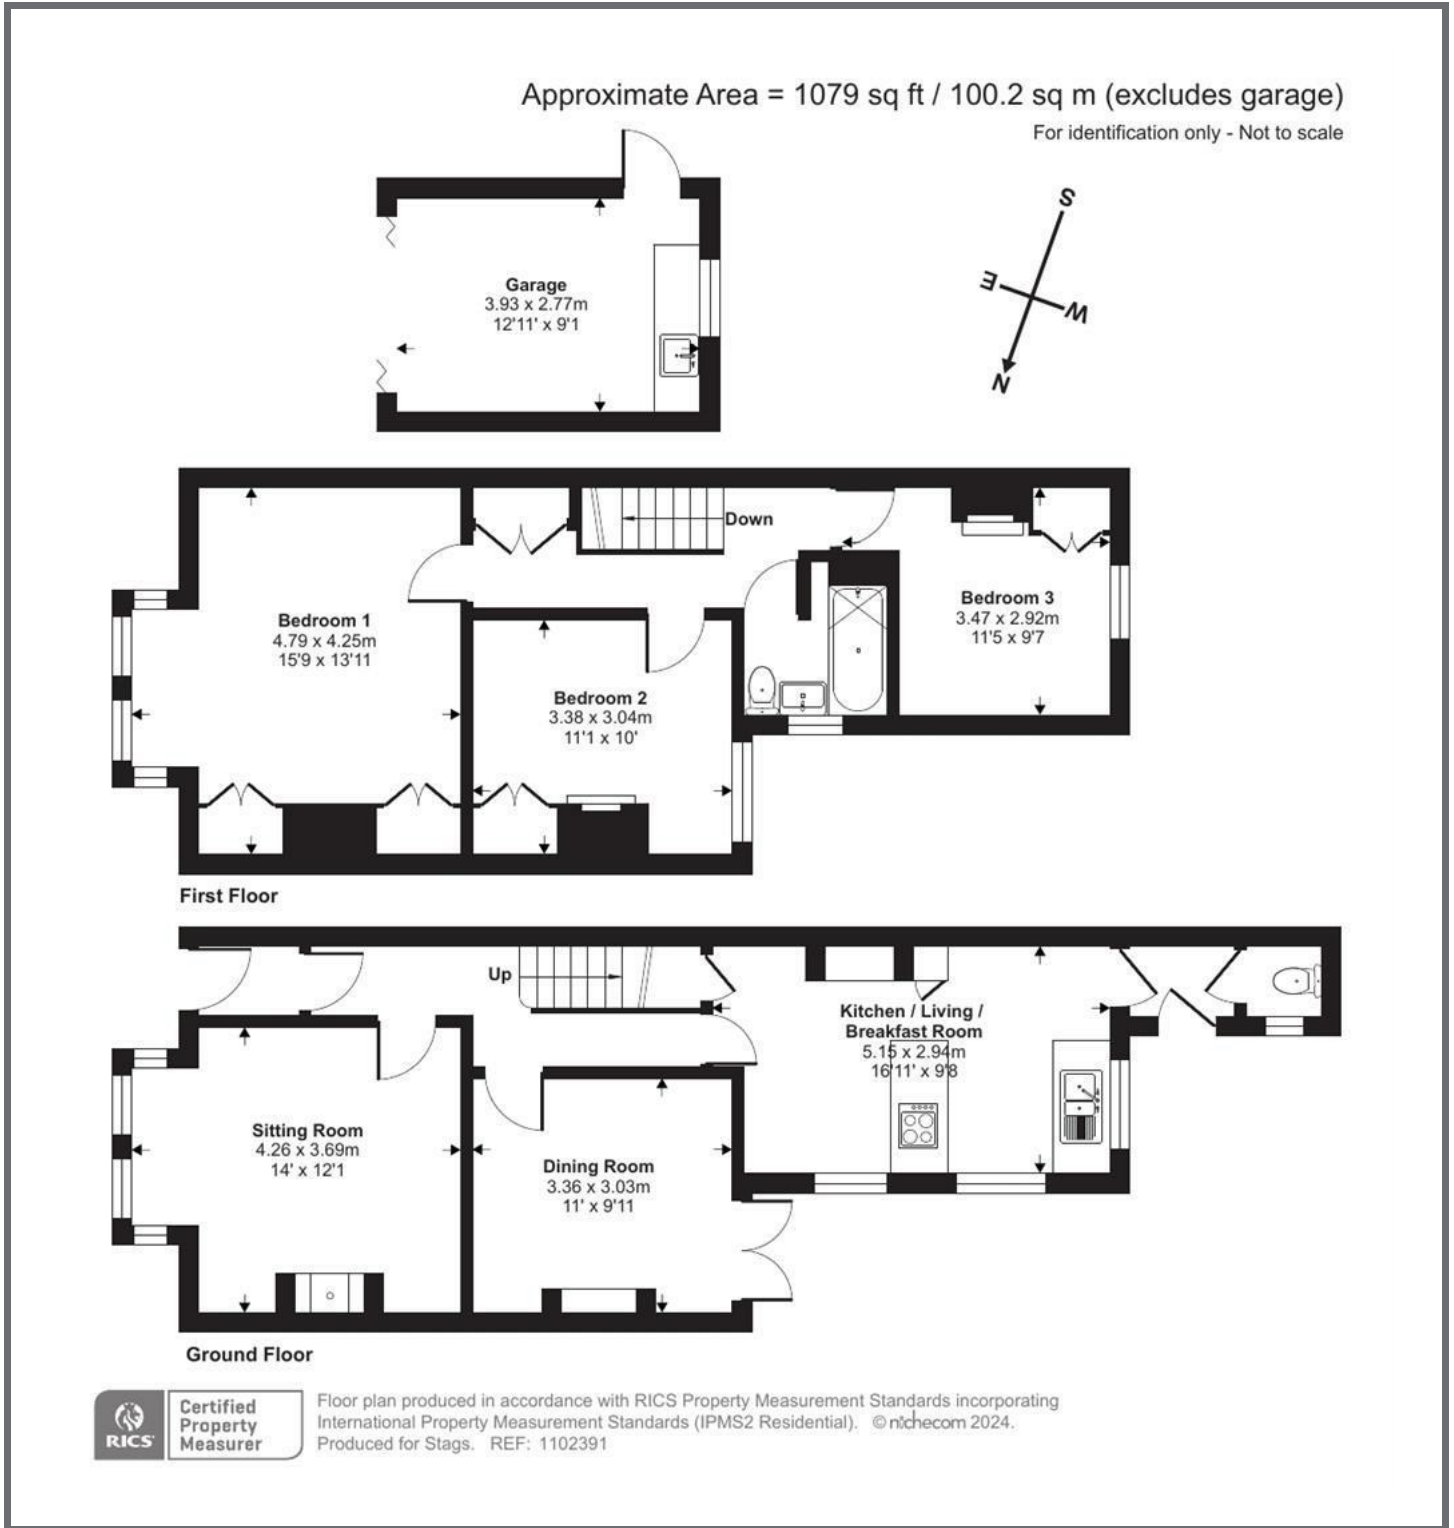 Approximate Area = 1079 sq ft / 100.2 sq m (excludes garage)
For identification only - Not to scale
S
E
W
N
Garage
3.93 x 2.77m
12'11' x 9'1
Down
Bedroom 1
4.79 x 4.25m
15'9 x 13'11
Bedroom 2
3.38 x 3.04m
11'1 x 10'
Bedroom 3
3.47 x 2.92m
11'5 x 9'7
First Floor
Up
Kitchen / Living /
Breakfast Room
5.15 x 2.94m
16'11' x 9'8
Sitting Room
4.26 x 3.69m
14' x 12'1
Dining Room
3.36 x 3.03m
11' x 9'11
Ground Floor
RICS
Certified
Property
Measurer
Floor plan produced in accordance with RICS Property Measurement Standards incorporating
International Property Measurement Standards (IPMS2 Residential). © nichecom 2024.
Produced for Stags. REF: 1102391